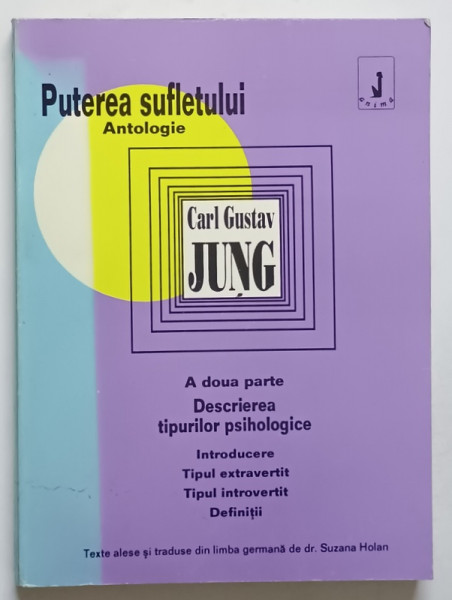 anima
Puterea sufletului
Antologie
Carl Gustav
JUNG
A doua parte
Descrierea
tipurilor psihologice
Introducere
Tipul extravertit
Tipul introvertit
Definiții
Texte alese și traduse din limba germană de dr. Suzana Holan